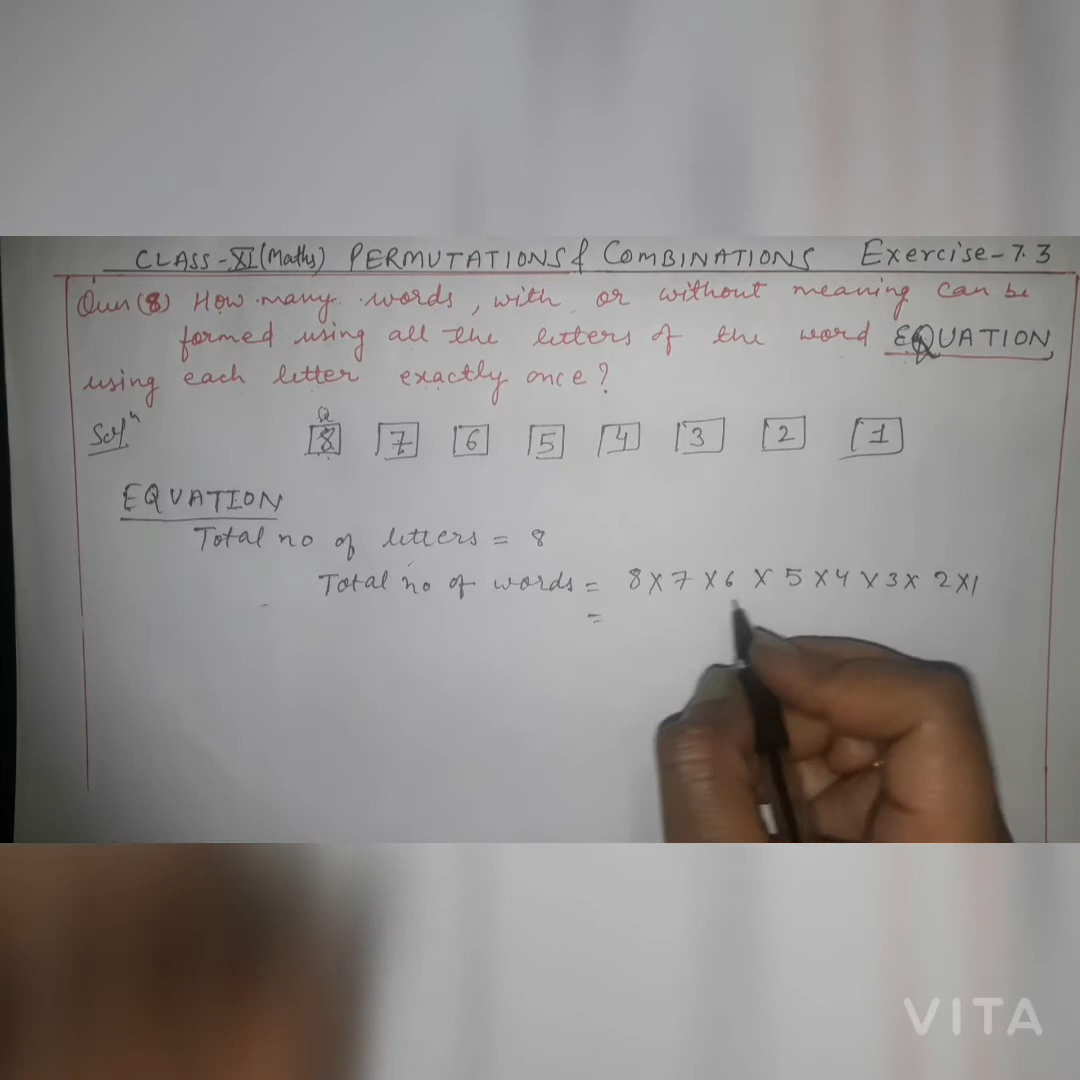 CLASS-XI (Maths) PERMUTATIONS & COMBINATIONS Exercise-7.3
Quen (8) How many words, with or without meaning can be
formed using all the letters of the word EQUATION
using each letter exactly once?
Q
Solⁿ 8 7 6 5 4 3 2 1
EQUATION
Total no of letters = 8
Total no of words = 8 X 7 X 6 X 5 X 4 X 3 X 2 X 1
=
VITA